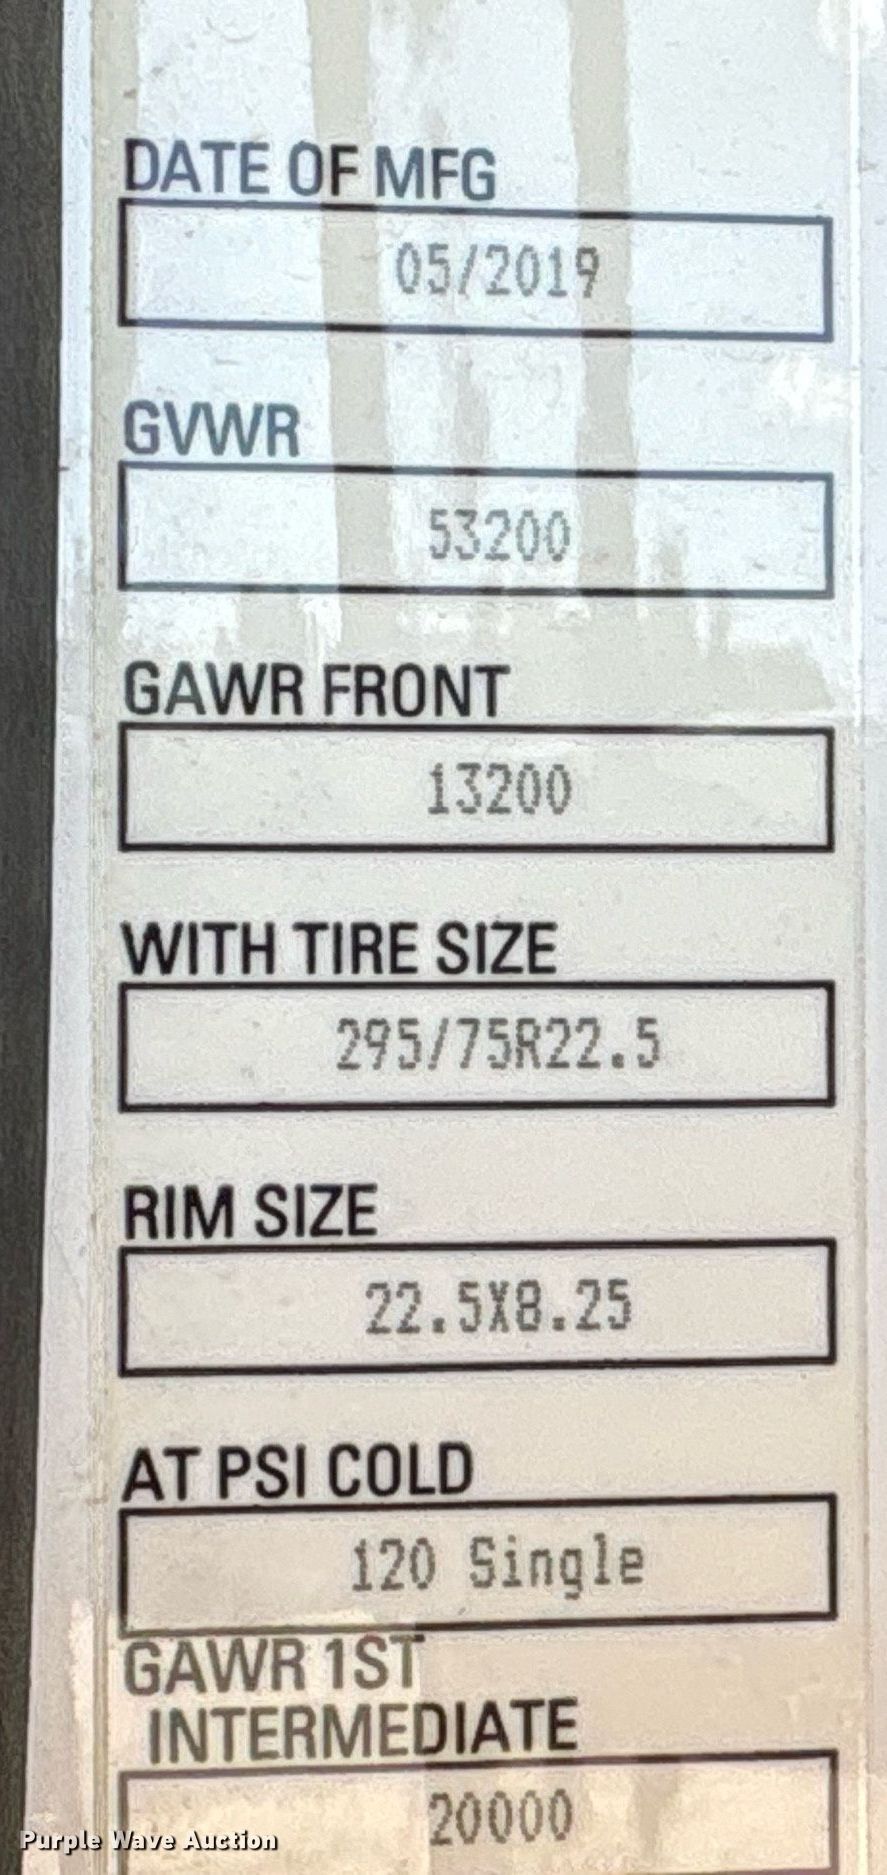 DATE OF MFG
05/2019
GVWR
53200
GAWR FRONT
13200
WITH TIRE SIZE
295/75R22.5
RIM SIZE
22.5X8.25
AT PSI COLD
120 Single
GAWR 1ST
INTERMEDIATE
20000
Purple Wave Auction